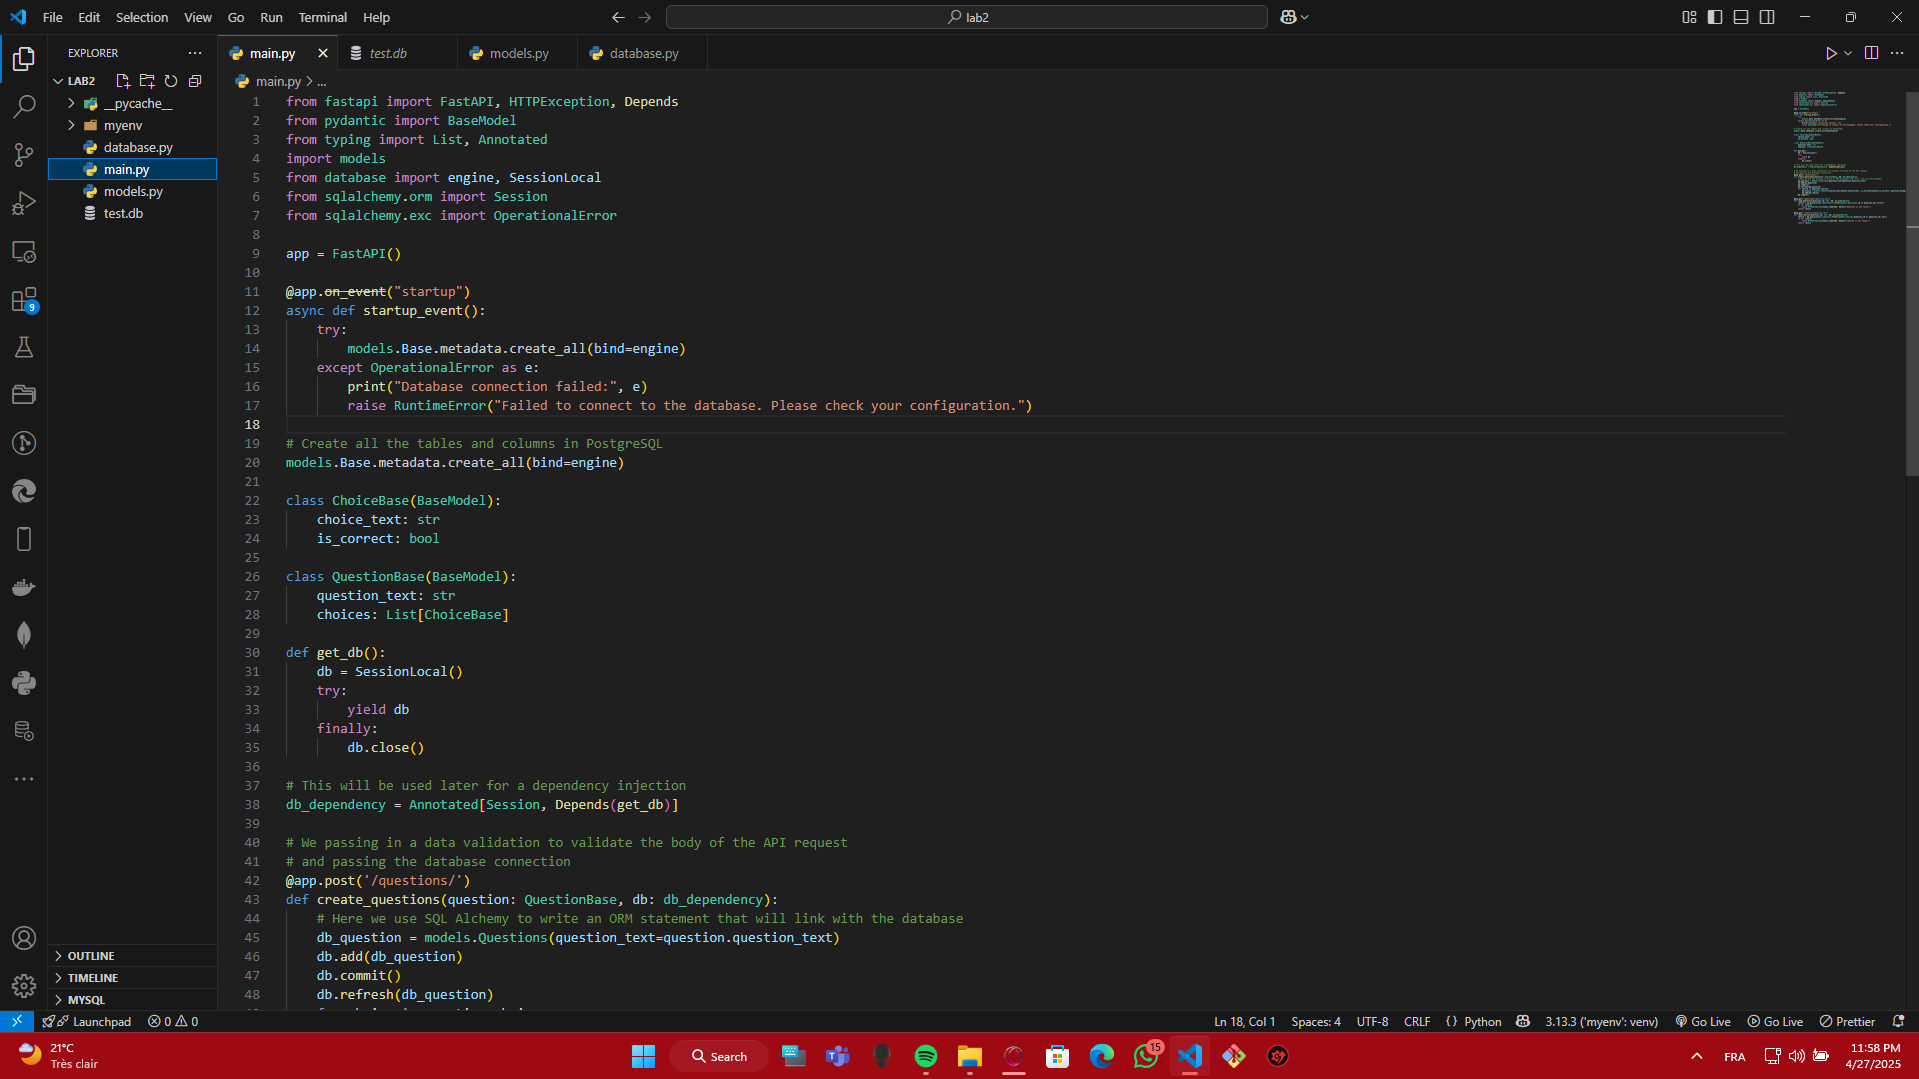 File Edit Selection View Go Run Terminal Help
lab2
EXPLORER
LAB2
__pycache__
myenv
database.py
main.py
models.py
test.db
OUTLINE
TIMELINE
MYSQL
9
main.py test.db models.py database.py
main.py > ...
1 from fastapi import FastAPI, HTTPException, Depends
2 from pydantic import BaseModel
3 from typing import List, Annotated
4 import models
5 from database import engine, SessionLocal
6 from sqlalchemy.orm import Session
7 from sqlalchemy.exc import OperationalError
8
9 app = FastAPI()
10
11 @app.on_event("startup")
12 async def startup_event():
13     try:
14         models.Base.metadata.create_all(bind=engine)
15     except OperationalError as e:
16         print("Database connection failed:", e)
17         raise RuntimeError("Failed to connect to the database. Please check your configuration.")
18
19 # Create all the tables and columns in PostgreSQL
20 models.Base.metadata.create_all(bind=engine)
21
22 class ChoiceBase(BaseModel):
23     choice_text: str
24     is_correct: bool
25
26 class QuestionBase(BaseModel):
27     question_text: str
28     choices: List[ChoiceBase]
29
30 def get_db():
31     db = SessionLocal()
32     try:
33         yield db
34     finally:
35         db.close()
36
37 # This will be used later for a dependency injection
38 db_dependency = Annotated[Session, Depends(get_db)]
39
40 # We passing in a data validation to validate the body of the API request
41 # and passing the database connection
42 @app.post('/questions/')
43 def create_questions(question: QuestionBase, db: db_dependency):
44     # Here we use SQL Alchemy to write an ORM statement that will link with the database
45     db_question = models.Questions(question_text=question.question_text)
46     db.add(db_question)
47     db.commit()
48     db.refresh(db_question)
Launchpad 0 0 Ln 18, Col 1 Spaces: 4 UTF-8 CRLF {} Python 3.13.3 ('myenv': venv) Go Live Go Live Prettier
21°C
Très clair
Search
15
FRA
11:58 PM
4/27/2025